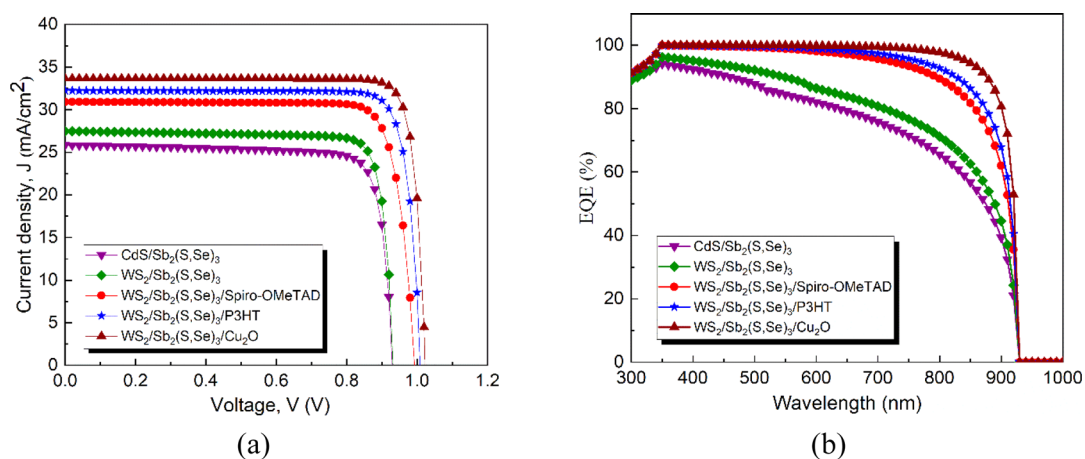 40
35
30
25
20
15
10
5
0
Current density, J (mA/cm2)
CdS/Sb₂(S,Se)₃
WS₂/Sb₂(S,Se)₃
WS₂/Sb₂(S,Se)₃/Spiro-OMeTAD
WS₂/Sb₂(S,Se)₃/P3HT
WS₂/Sb₂(S,Se)₃/Cu₂O
0.0 0.2 0.4 0.6 0.8 1.0 1.2
Voltage, V (V)
(a)
100
80
60
40
20
0
EQE (%)
CdS/Sb₂(S,Se)₃
WS₂/Sb₂(S,Se)₃
WS₂/Sb₂(S,Se)₃/Spiro-OMeTAD
WS₂/Sb₂(S,Se)₃/P3HT
WS₂/Sb₂(S,Se)₃/Cu₂O
300 400 500 600 700 800 900 1000
Wavelength (nm)
(b)